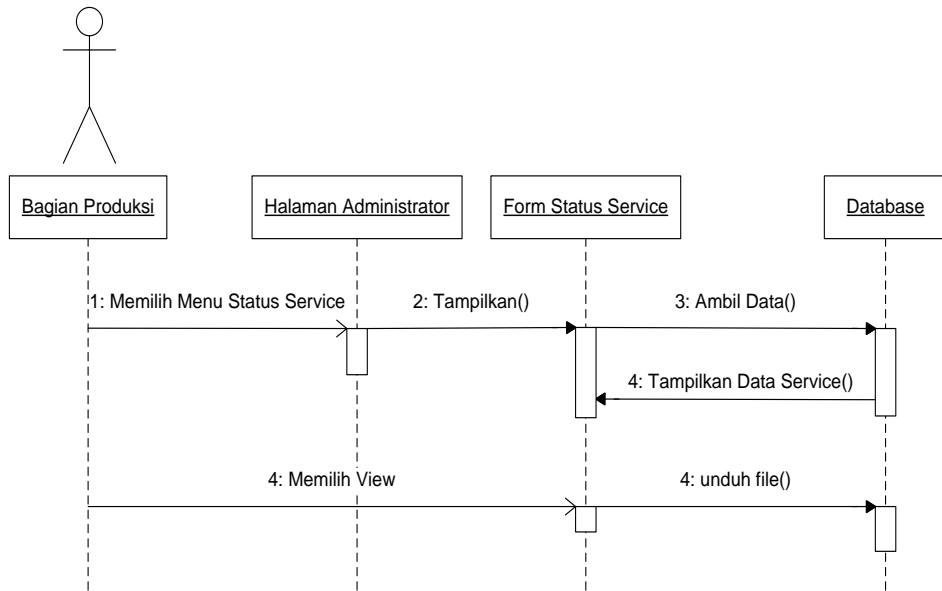 Bagian Produksi
Halaman Administrator
Form Status Service
Database
1: Memilih Menu Status Service
2: Tampilkan()
3: Ambil Data()
4: Tampilkan Data Service()
4: Memilih View
4: unduh file()